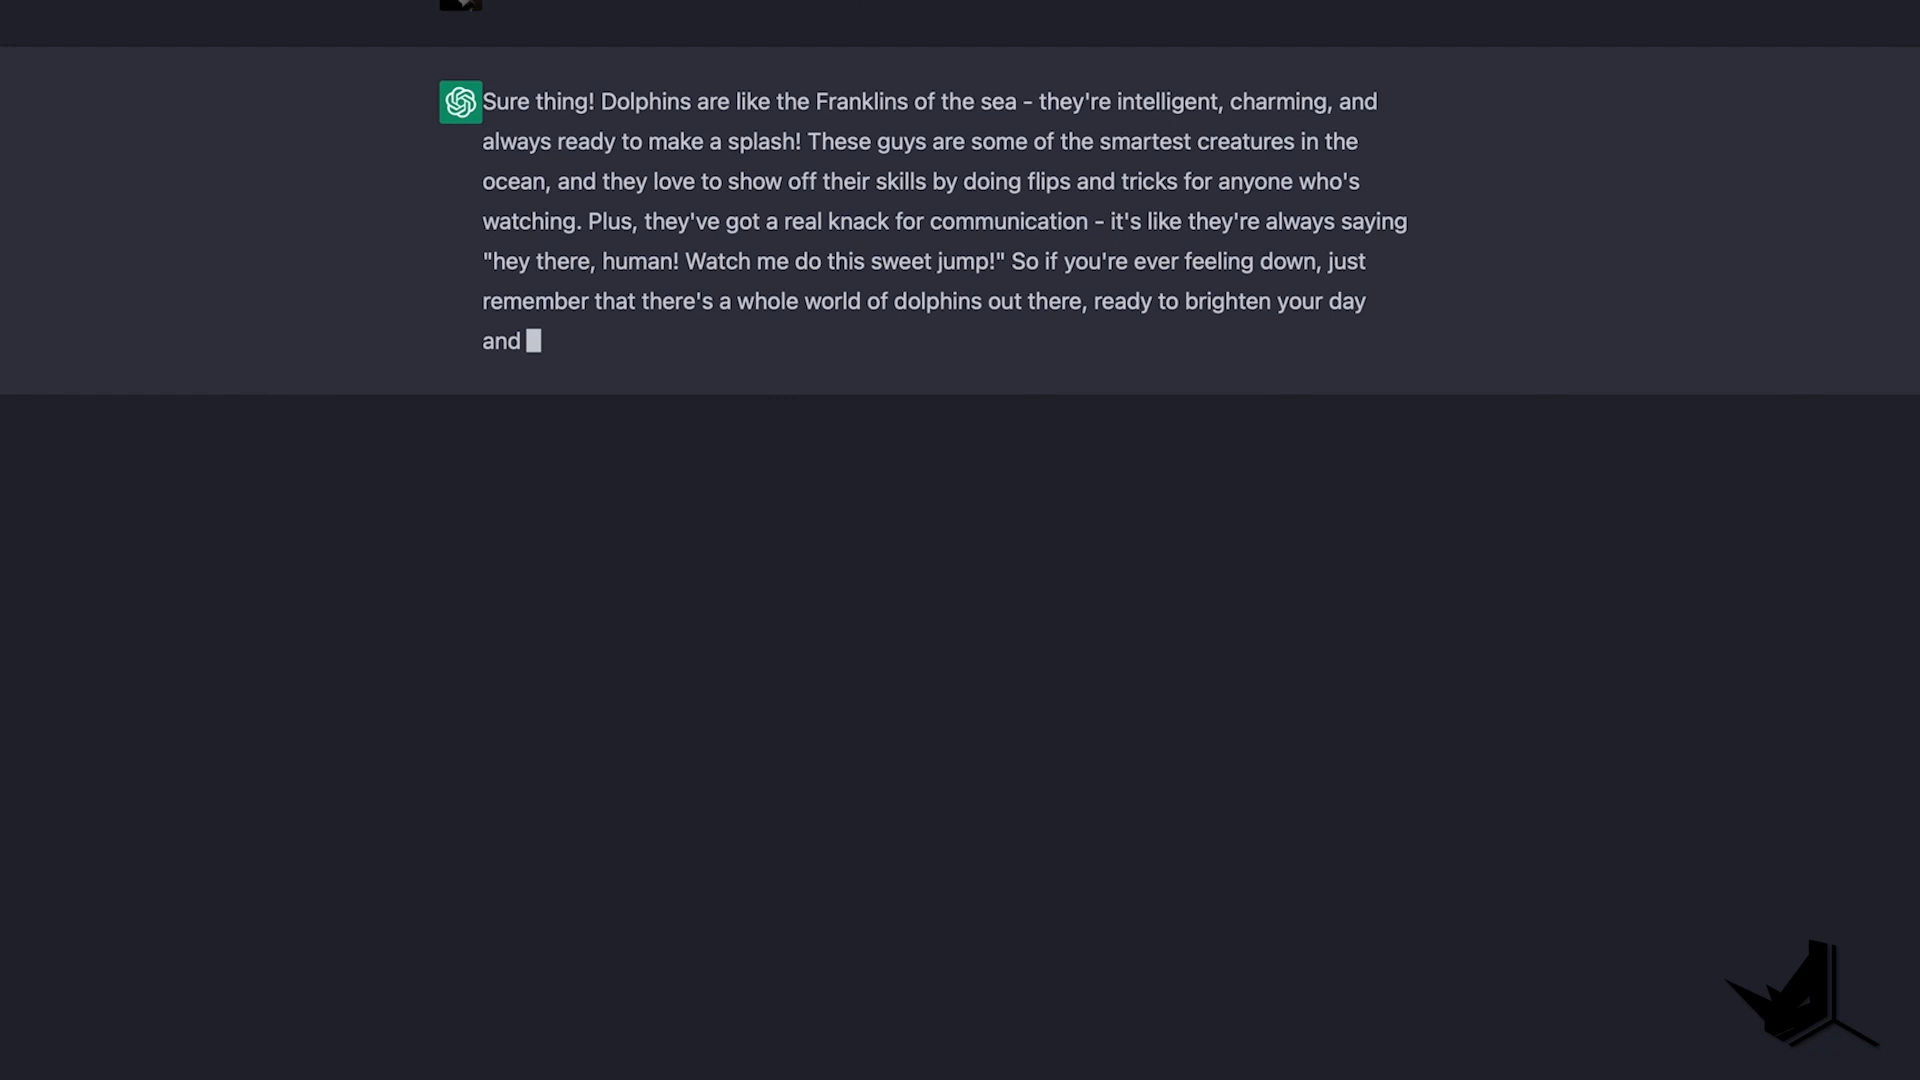 Sure thing! Dolphins are like the Franklins of the sea - they're intelligent, charming, and
always ready to make a splash! These guys are some of the smartest creatures in the
ocean, and they love to show off their skills by doing flips and tricks for anyone who's
watching. Plus, they've got a real knack for communication - it's like they're always saying
"hey there, human! Watch me do this sweet jump!" So if you're ever feeling down, just
remember that there's a whole world of dolphins out there, ready to brighten your day
and